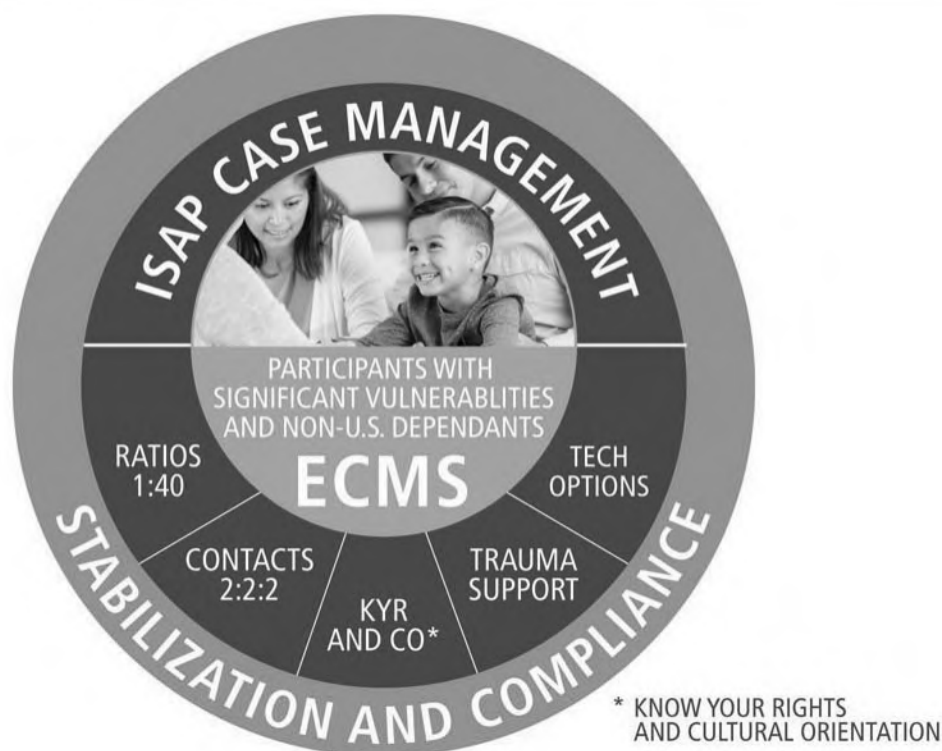 ISAP CASE MANAGEMENT
PARTICIPANTS WITH
SIGNIFICANT VULNERABLITIES
AND NON-U.S. DEPENDANTS
ECMS
RATIOS
1:40
CONTACTS
2:2:2
KYR
AND CO*
TRAUMA
SUPPORT
TECH
OPTIONS
STABILIZATION AND COMPLIANCE
* KNOW YOUR RIGHTS
AND CULTURAL ORIENTATION